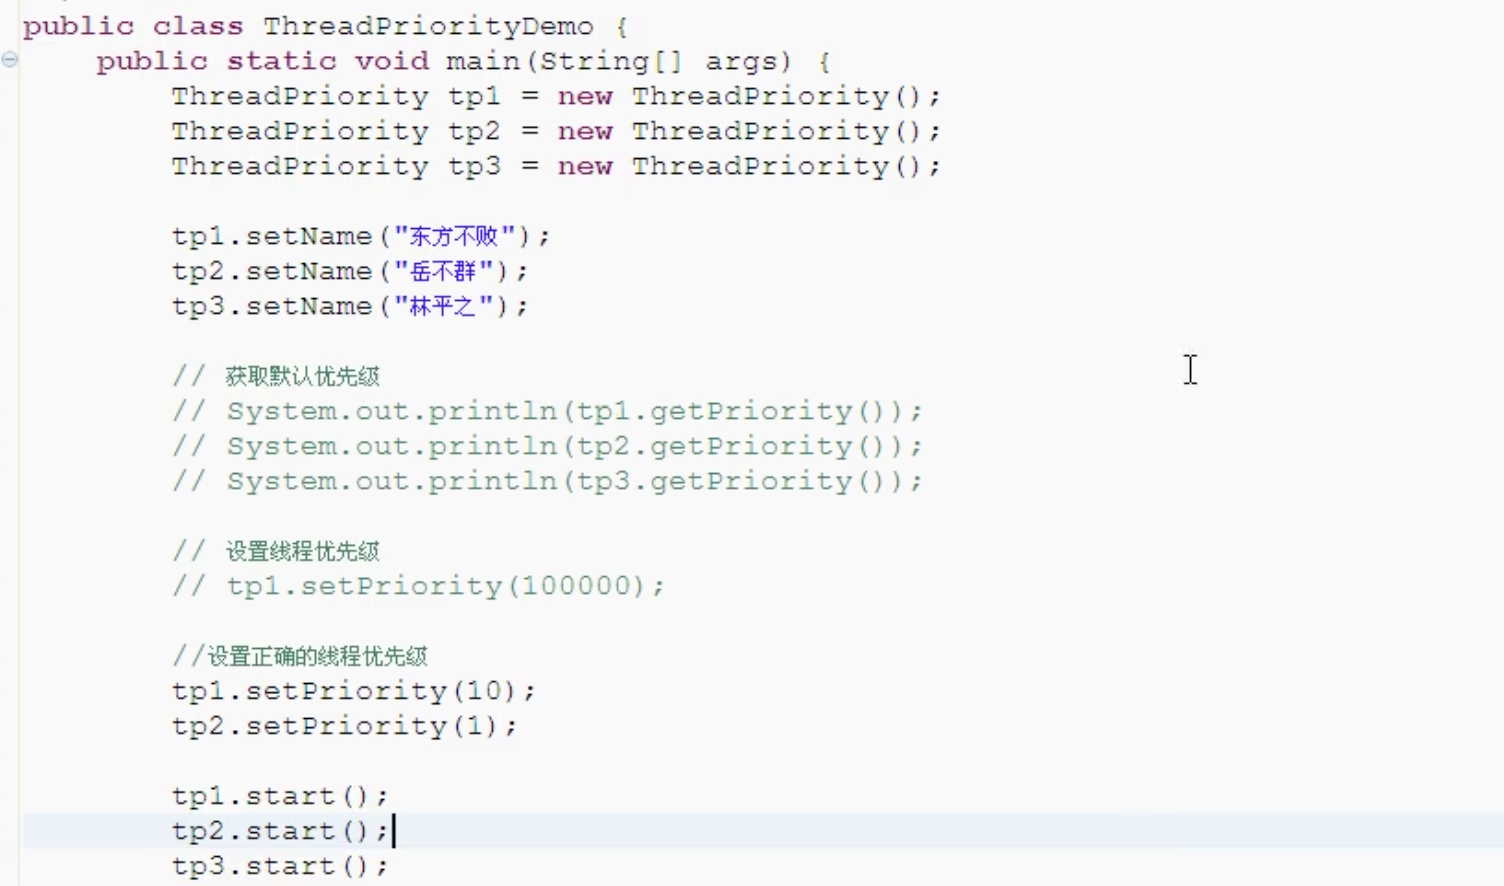 public class ThreadPriorityDemo {
    public static void main(String[] args) {
        ThreadPriority tp1 = new ThreadPriority();
        ThreadPriority tp2 = new ThreadPriority();
        ThreadPriority tp3 = new ThreadPriority();

        tp1.setName("东方不败");
        tp2.setName("岳不群");
        tp3.setName("林平之");

        // 获取默认优先级
        // System.out.println(tp1.getPriority());
        // System.out.println(tp2.getPriority());
        // System.out.println(tp3.getPriority());

        // 设置线程优先级
        // tp1.setPriority(100000);

        //设置正确的线程优先级
        tp1.setPriority(10);
        tp2.setPriority(1);

        tp1.start();
        tp2.start();
        tp3.start();